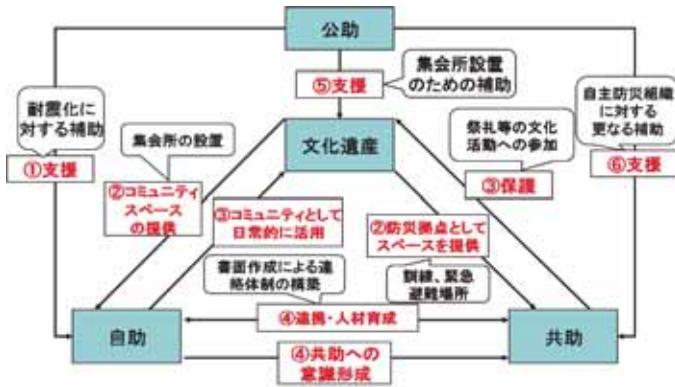 公助
集会所設置
のための補助
⑤支援
耐震化に
対する補助
①支援
自主防災組織
に対する
更なる補助
⑥支援
集会所の設置
②コミュニティ
スペース
の提供
文化遺産
祭礼等の文化
活動への参加
③保護
③コミュニティとして
日常的に活用
②防災拠点として
スペースを提供
訓練、緊急
避難場所
書面作成による連
絡体制の構築
④連携・人材育成
自助
共助
④共助への
意識形成